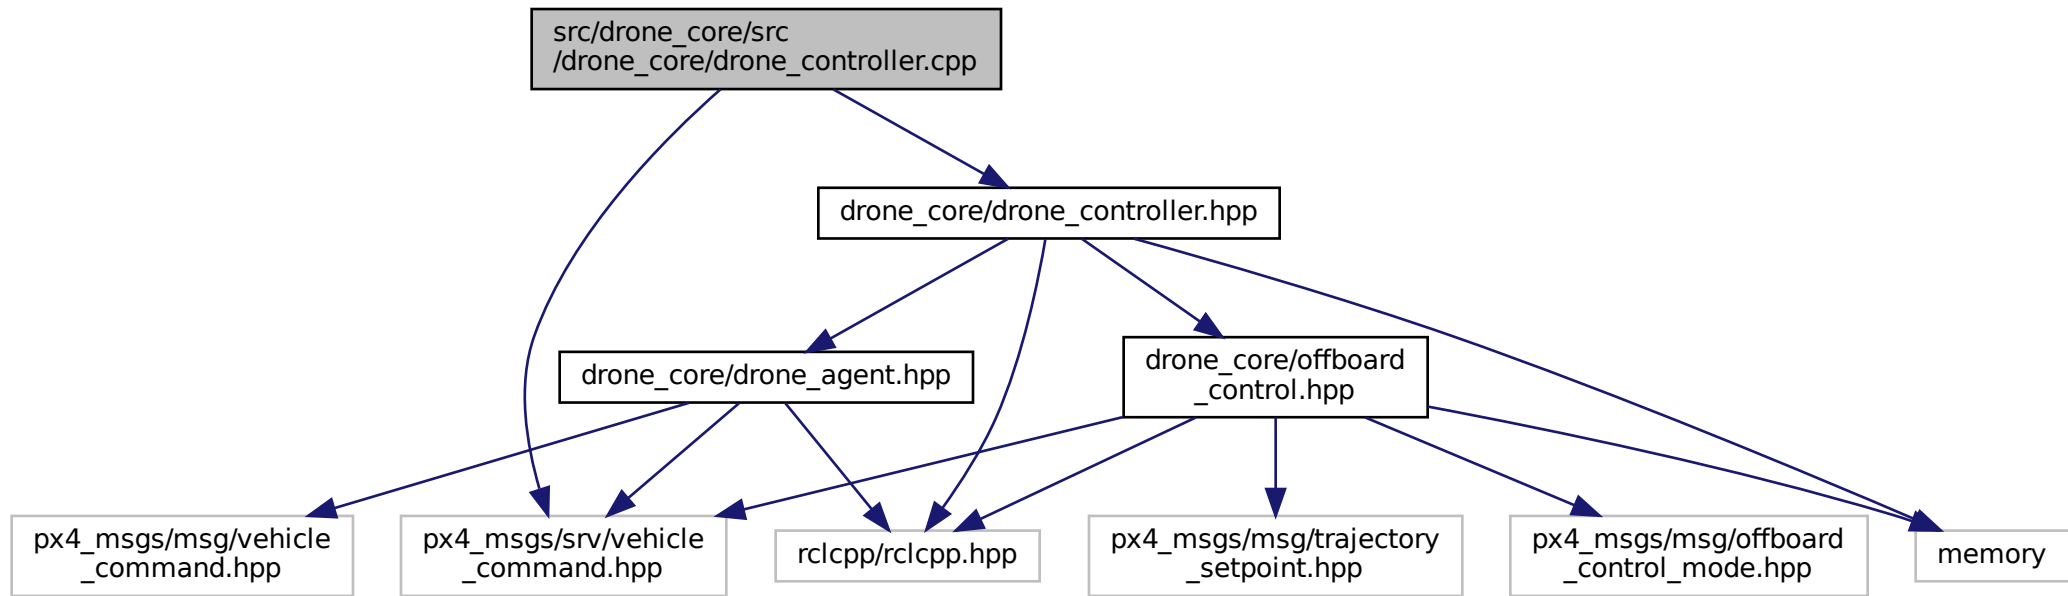 src/drone_core/src
/drone_core/drone_controller.cpp
drone_core/drone_controller.hpp
drone_core/drone_agent.hpp
drone_core/offboard
_control.hpp
px4_msgs/msg/vehicle
_command.hpp
px4_msgs/srv/vehicle
_command.hpp
rclcpp/rclcpp.hpp
px4_msgs/msg/trajectory
_setpoint.hpp
px4_msgs/msg/offboard
_control_mode.hpp
memory